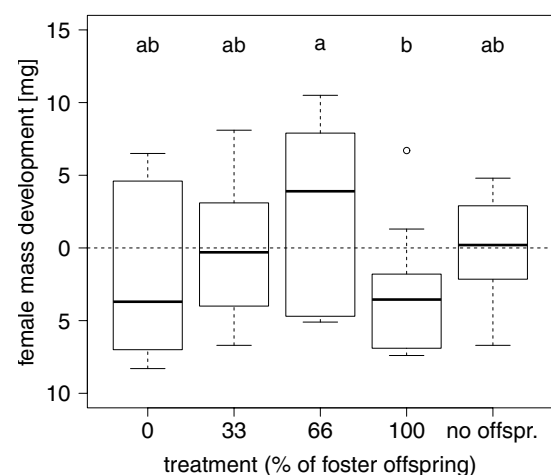 15
ab ab a b ab
10
5
0
5
10
female mass development [mg]
0 33 66 100 no offspr.
treatment (% of foster offspring)